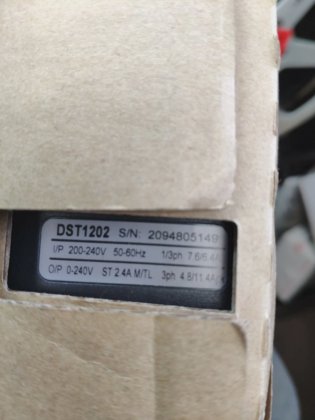 DST1202 S/N: 2094805149
I/P 200-240V 50-60Hz 1/3ph 7.6/6.4A
O/P 0-240V ST 2.4A M/TL 3ph 4.8/11.4A